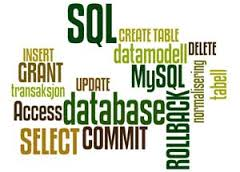 SQL
CREATE TABLE
INSERT
datamodell
DELETE
GRANT
MySQL
transaksjon
UPDATE
normalisering
tabell
Access
database
ROLLBACK
SELECT
COMMIT